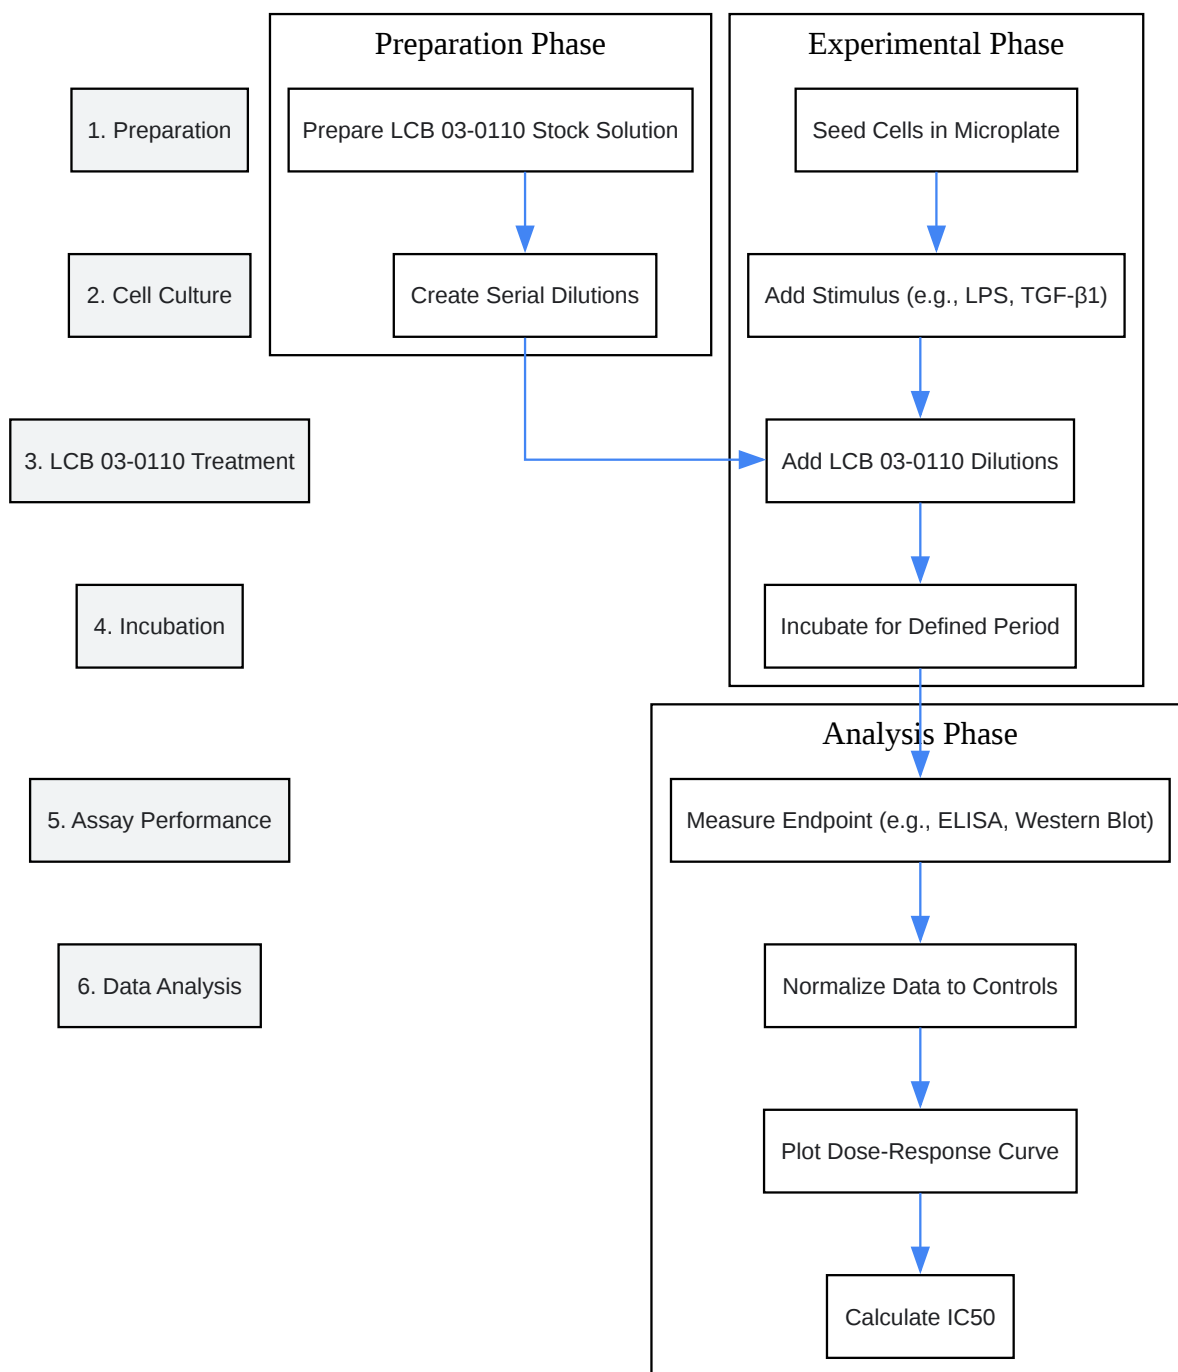 Preparation Phase
Experimental Phase
1. Preparation
Prepare LCB 03-0110 Stock Solution
Seed Cells in Microplate
2. Cell Culture
Create Serial Dilutions
Add Stimulus (e.g., LPS, TGF-β1)
3. LCB 03-0110 Treatment
Add LCB 03-0110 Dilutions
4. Incubation
Incubate for Defined Period
Analysis Phase
5. Assay Performance
Measure Endpoint (e.g., ELISA, Western Blot)
6. Data Analysis
Normalize Data to Controls
Plot Dose-Response Curve
Calculate IC50